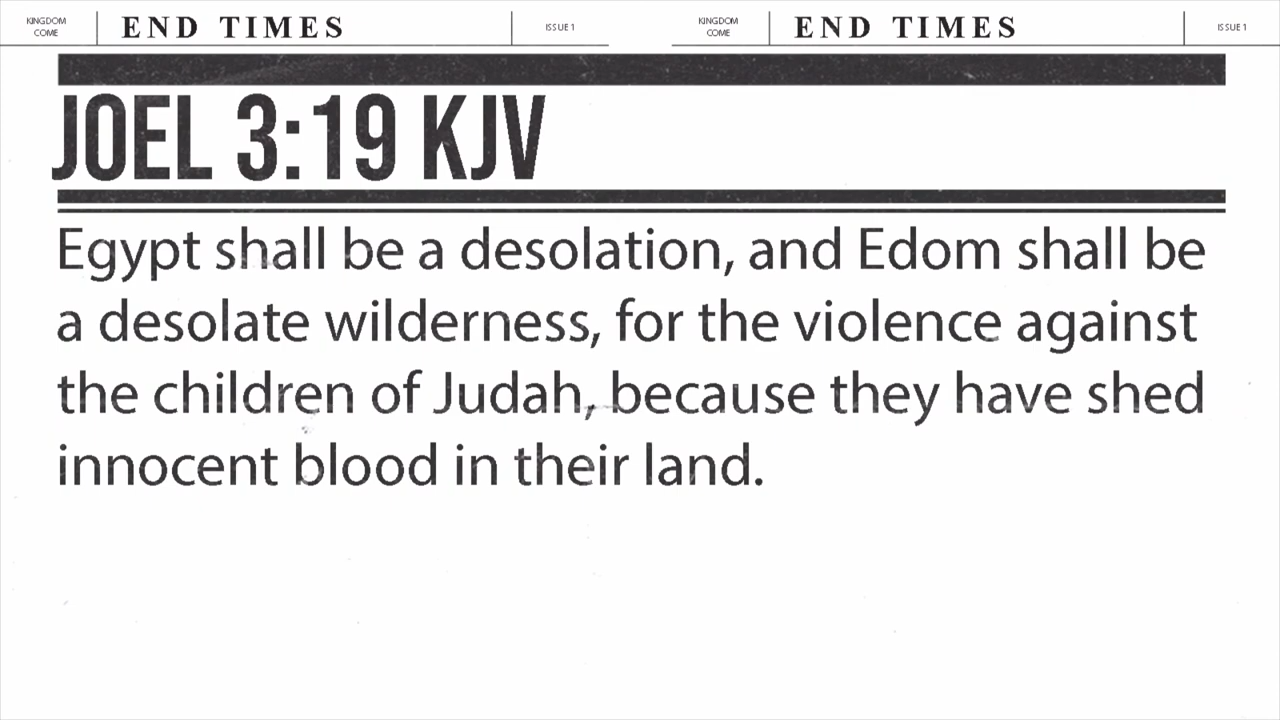 KINGDOM
COME
END TIMES
ISSUE 1
KINGDOM
COME
END TIMES
ISSUE 1
JOEL 3:19 KJV
Egypt shall be a desolation, and Edom shall be
a desolate wilderness, for the violence against
the children of Judah, because they have shed
innocent blood in their land.